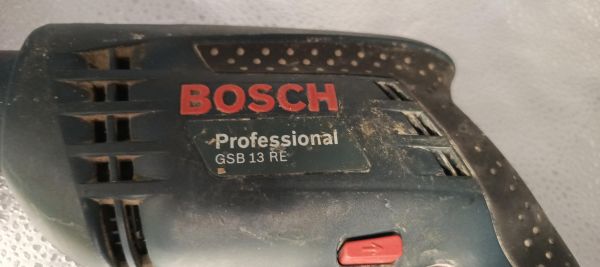 BOSCH
Professional
GSB 13 RE